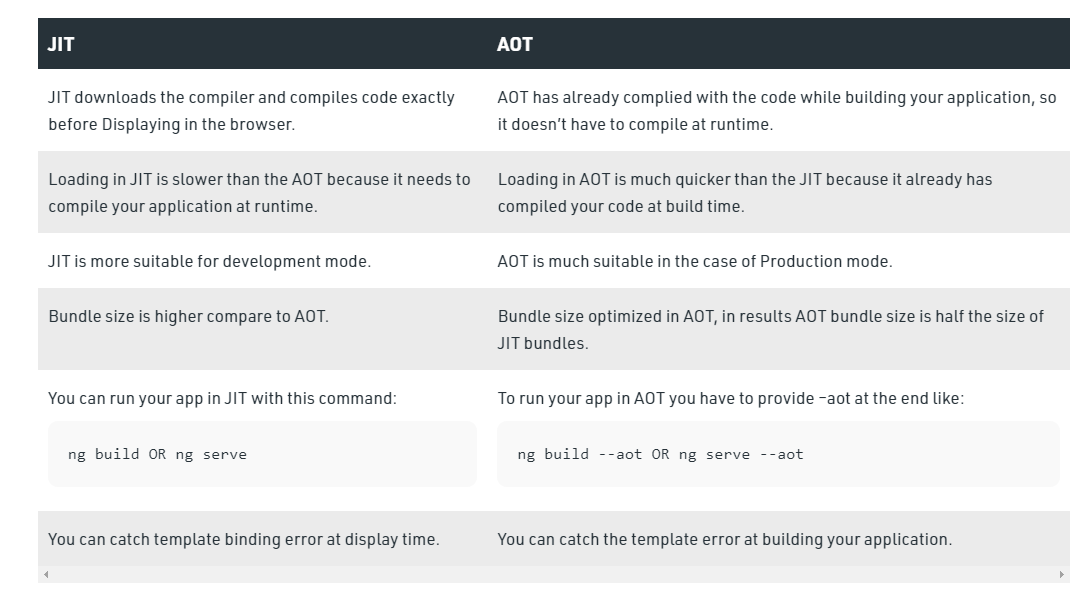 JIT
AOT
JIT downloads the compiler and compiles code exactly
before Displaying in the browser.
AOT has already complied with the code while building your application, so
it doesn’t have to compile at runtime.
Loading in JIT is slower than the AOT because it needs to
compile your application at runtime.
Loading in AOT is much quicker than the JIT because it already has
compiled your code at build time.
JIT is more suitable for development mode.
AOT is much suitable in the case of Production mode.
Bundle size is higher compare to AOT.
Bundle size optimized in AOT, in results AOT bundle size is half the size of
JIT bundles.
You can run your app in JIT with this command:
ng build OR ng serve
To run your app in AOT you have to provide –aot at the end like:
ng build --aot OR ng serve --aot
You can catch template binding error at display time.
You can catch the template error at building your application.